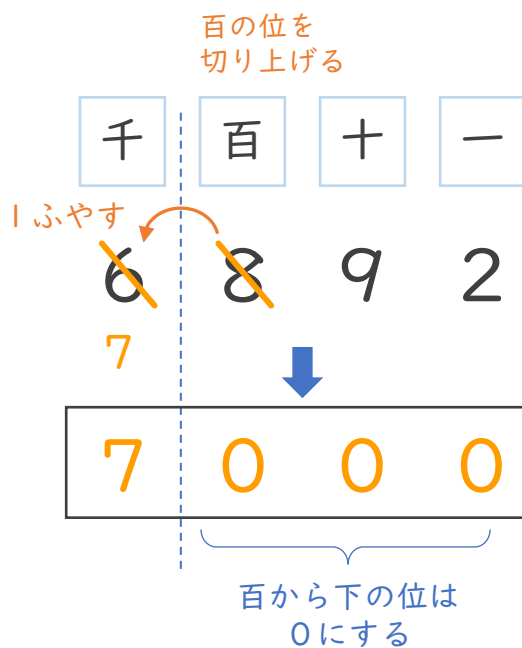 百の位を
切り上げる
千 百 十 一
1ふやす
6 8 9 2
7
7 0 0 0
百から下の位は
0にする